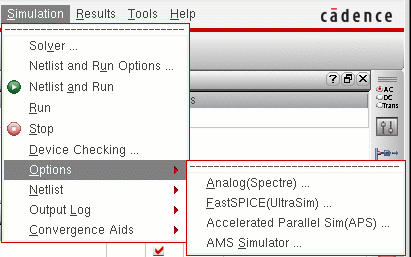 Simulation Results Tools Help
cādence
Solver ...
Netlist and Run Options ...
Netlist and Run
Run
Stop
Device Checking ...
Options
Netlist
Output Log
Convergence Aids
Analog(Spectre) ...
FastSPICE(UltraSim) ...
Accelerated Parallel Sim(APS) ...
AMS Simulator ...
AC
DC
Trans